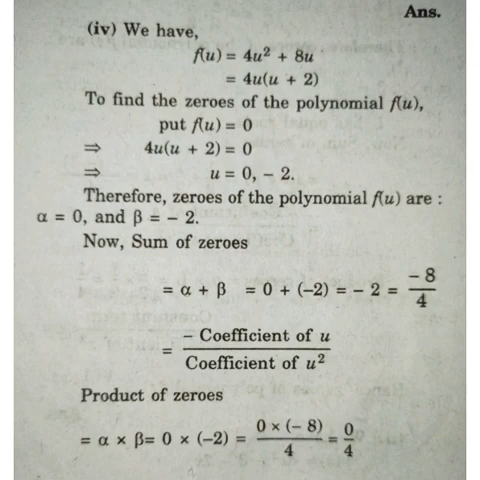 Ans.
(iv) We have,
f(u) = 4u² + 8u
= 4u(u + 2)
To find the zeroes of the polynomial f(u),
put f(u) = 0
⇒ 4u(u + 2) = 0
⇒ u = 0, – 2.
Therefore, zeroes of the polynomial f(u) are :
α = 0, and β = – 2.
Now, Sum of zeroes
= α + β = 0 + (–2) = – 2 = – 8 / 4
= – Coefficient of u / Coefficient of u²
Product of zeroes
= α × β= 0 × (–2) = 0 × (– 8) / 4 = 0 / 4